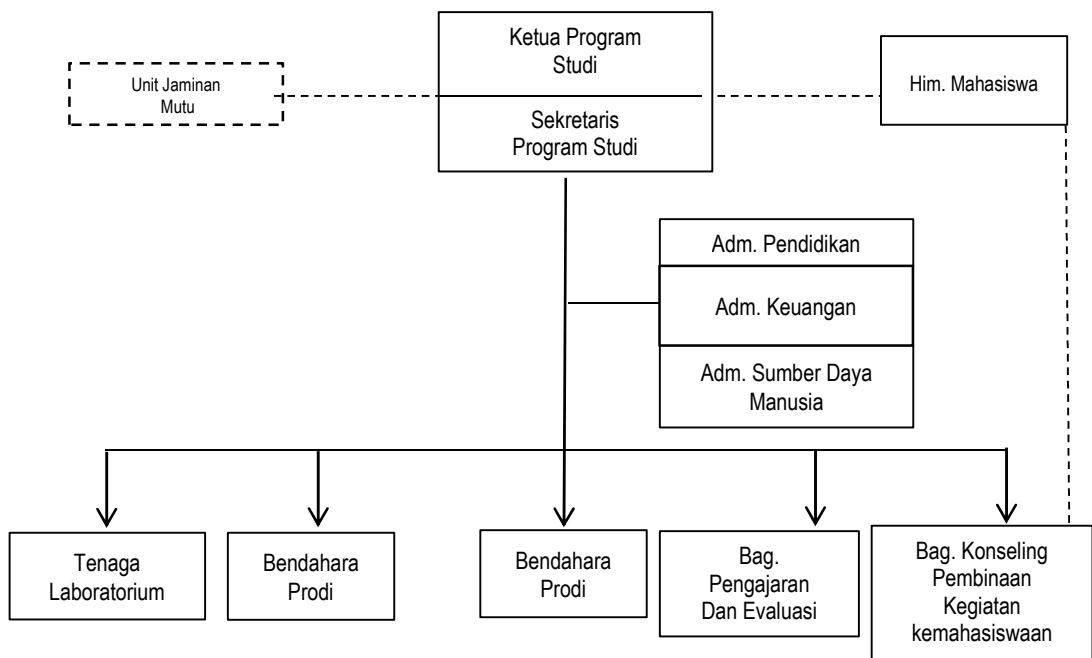 Ketua Program
Studi
Sekretaris
Program Studi
Unit Jaminan
Mutu
Him. Mahasiswa
Adm. Pendidikan
Adm. Keuangan
Adm. Sumber Daya
Manusia
Tenaga
Laboratorium
Bendahara
Prodi
Bendahara
Prodi
Bag.
Pengajaran
Dan Evaluasi
Bag. Konseling
Pembinaan
Kegiatan
kemahasiswaan